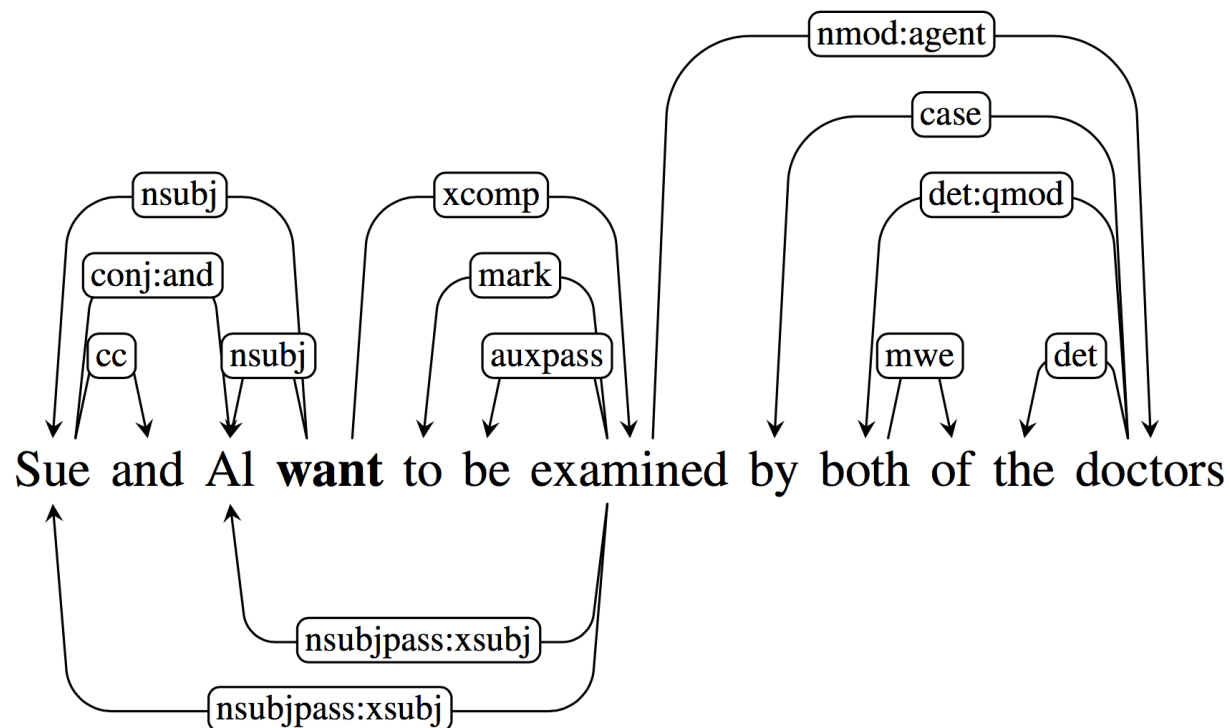 nmod:agent
case
nsubj xcomp det:qmod
conj:and mark
cc nsubj auxpass mwe det
Sue and Al want to be examined by both of the doctors
nsubjpass:xsubj
nsubjpass:xsubj